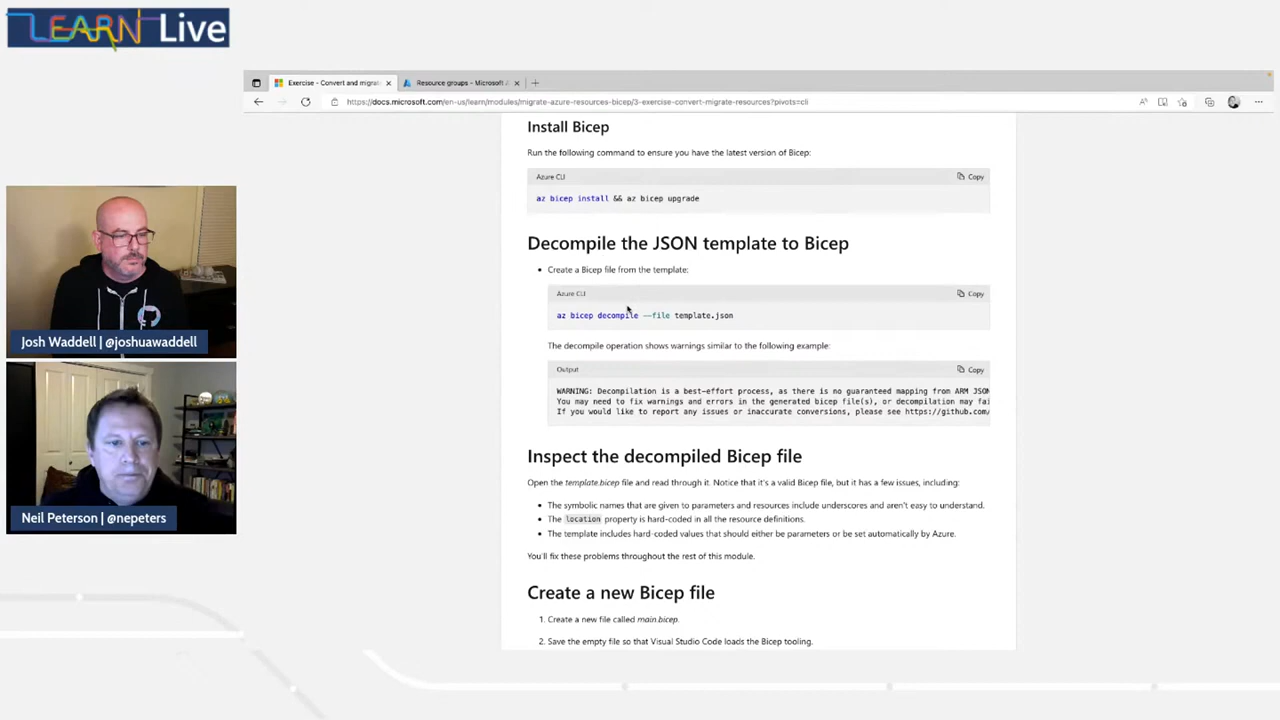 LEARN Live
Exercise - Convert and migrat
Resource groups - Microsoft A
https://docs.microsoft.com/en-us/learn/modules/migrate-azure-resources-bicep/3-exercise-convert-migrate-resources?pivots=cli
Install Bicep
Run the following command to ensure you have the latest version of Bicep:
Azure CLI
Copy
az bicep install && az bicep upgrade
Decompile the JSON template to Bicep
Create a Bicep file from the template:
Azure CLI
Copy
az bicep decompile --file template.json
The decompile operation shows warnings similar to the following example:
Output
Copy
WARNING: Decompilation is a best-effort process, as there is no guaranteed mapping from ARM JSON
You may need to fix warnings and errors in the generated bicep file(s), or decompilation may fai
If you would like to report any issues or inaccurate conversions, please see https://github.com/
Inspect the decompiled Bicep file
Open the template.bicep file and read through it. Notice that it's a valid Bicep file, but it has a few issues, including:
The symbolic names that are given to parameters and resources include underscores and aren't easy to understand.
The location property is hard-coded in all the resource definitions.
The template includes hard-coded values that should either be parameters or be set automatically by Azure.
You'll fix these problems throughout the rest of this module.
Create a new Bicep file
1. Create a new file called main.bicep.
2. Save the empty file so that Visual Studio Code loads the Bicep tooling.
Josh Waddell | @joshuawaddell
Neil Peterson | @nepeters